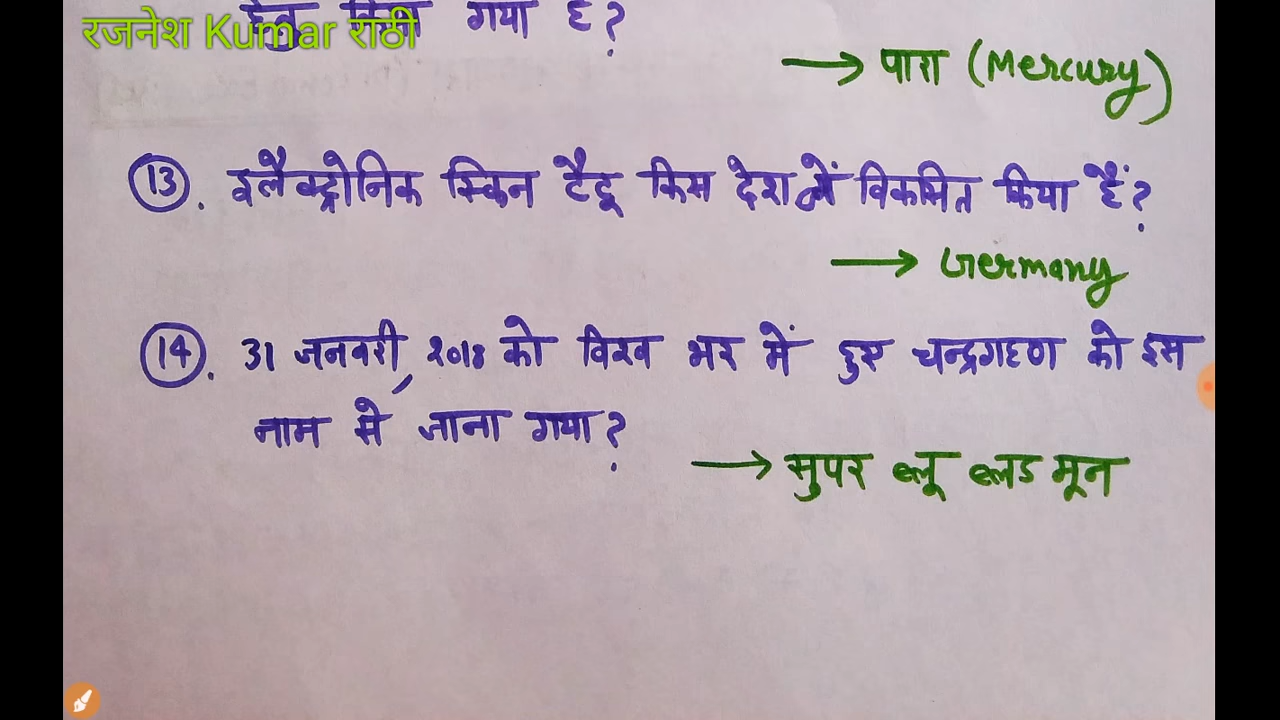 रजनेश Kumar राठी
गया है?
→ पारा (Mercury)
13. इलैक्ट्रोनिक स्किन टैटू किस देश ने विकसित किया हैं?
→ Germany
14. 31 जनवरी, 2018 को विश्व भर में हुए चन्द्रग्रहण को इस
नाम से जाना गया?
→ सुपर ब्लू ब्लड मून